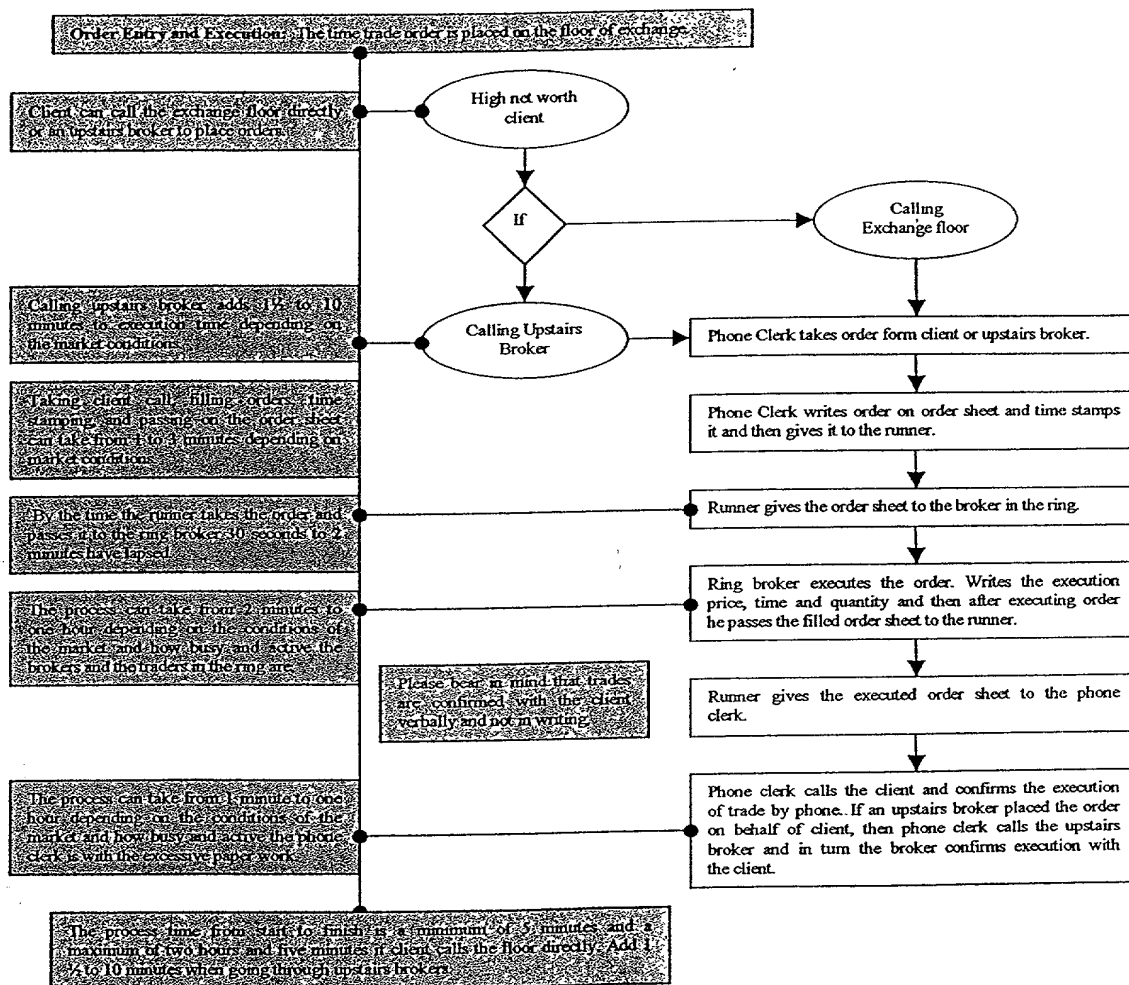 Order Entry and Execution: The time trade order is placed on the floor of exchange.
Client can call the exchange floor directly
or an upstairs broker to place orders.
High net worth
client
If
Calling
Exchange floor
Calling upstairs broker adds 1½ to 10
minutes to execution time depending on
the market conditions
Calling Upstairs
Broker
Phone Clerk takes order form client or upstairs broker.
Taking client call, filling orders, time
stamping, and passing on the order sheet
can take from 1 to 3 minutes depending on
market conditions
Phone Clerk writes order on order sheet and time stamps
it and then gives it to the runner.
By the time the runner takes the order and
passes it to the ring broker 30 seconds to 2
minutes have lapsed
Runner gives the order sheet to the broker in the ring.
The process can take from 2 minutes to
one hour depending on the conditions of
the market and how busy and active the
brokers and the traders in the ring are.
Ring broker executes the order. Writes the execution
price, time and quantity and then after executing order
he passes the filled order sheet to the runner.
Please bear in mind that trades
are confirmed with the client
verbally and not in writing.
Runner gives the executed order sheet to the phone
clerk.
The process can take from 1 minute to one
hour depending on the conditions of the
market and how busy and active the phone
clerk is with the excessive paper work
Phone clerk calls the client and confirms the execution
of trade by phone. If an upstairs broker placed the order
on behalf of client, then phone clerk calls the upstairs
broker and in turn the broker confirms execution with
the client.
The process time from start to finish is a minimum of 5 minutes and a
maximum of two hours and five minutes if client calls the floor directly. Add 1
½ to 10 minutes when going through upstairs brokers